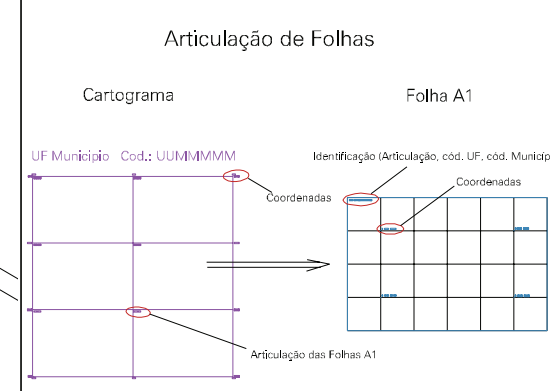 Articulação de Folhas
Cartograma
Folha A1
UF Municipio Cod.: UUMMMMM
Identificação (Articulação, cód. UF, cód. Municíp
Coordenadas
Coordenadas
Articulação das Folhas A1